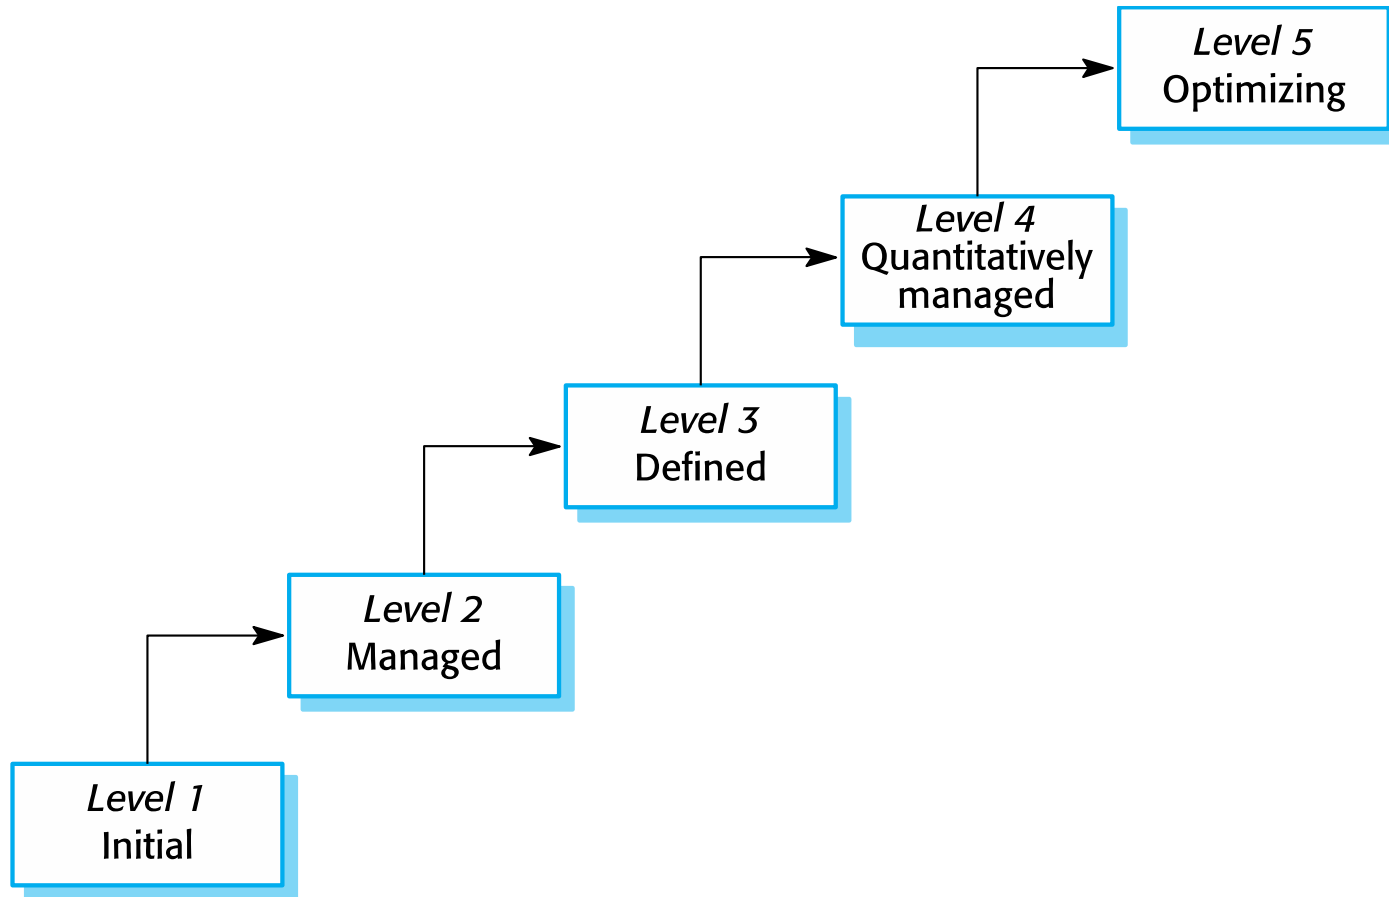 Level 5
Optimizing
Level 4
Quantitatively
managed
Level 3
Defined
Level 2
Managed
Level 1
Initial